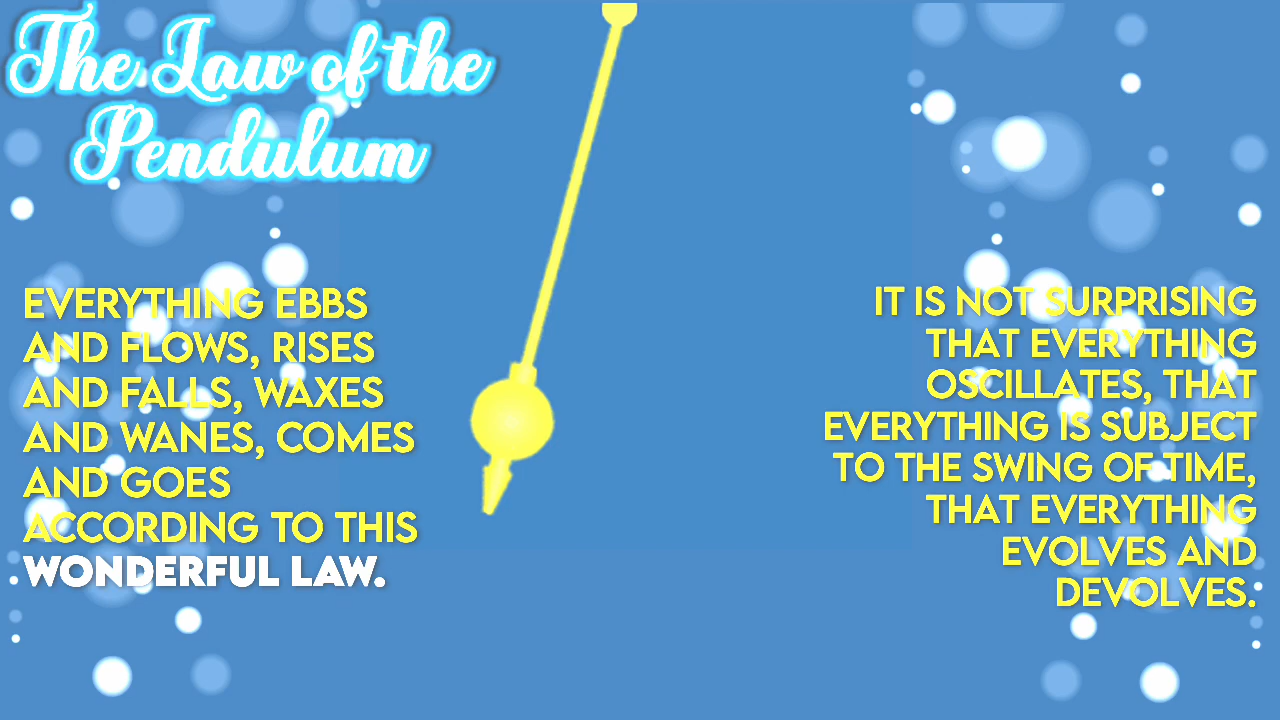 The Law of the
Pendulum
EVERYTHING EBBS
AND FLOWS, RISES
AND FALLS, WAXES
AND WANES, COMES
AND GOES
ACCORDING TO THIS
WONDERFUL LAW.
IT IS NOT SURPRISING
THAT EVERYTHING
OSCILLATES, THAT
EVERYTHING IS SUBJECT
TO THE SWING OF TIME,
THAT EVERYTHING
EVOLVES AND
DEVOLVES.